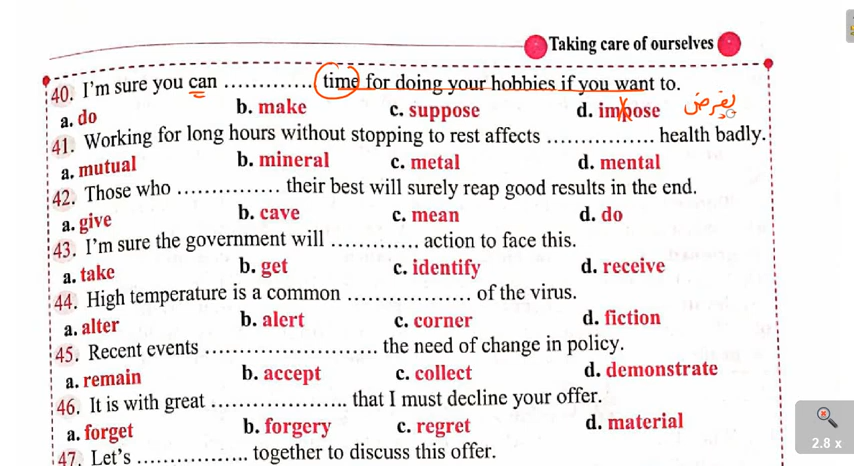 Taking care of ourselves
40. I'm sure you can ............. time for doing your hobbies if you want to.
a. do b. make c. suppose d. impose يفرض
41. Working for long hours without stopping to rest affects ................ health badly.
a. mutual b. mineral c. metal d. mental
42. Those who ............... their best will surely reap good results in the end.
a. give b. cave c. mean d. do
43. I'm sure the government will ............. action to face this.
a. take b. get c. identify d. receive
44. High temperature is a common .................. of the virus.
a. alter b. alert c. corner d. fiction
45. Recent events ......................... the need of change in policy.
a. remain b. accept c. collect d. demonstrate
46. It is with great .................... that I must decline your offer.
a. forget b. forgery c. regret d. material
47. Let's ................ together to discuss this offer.
2.8 x